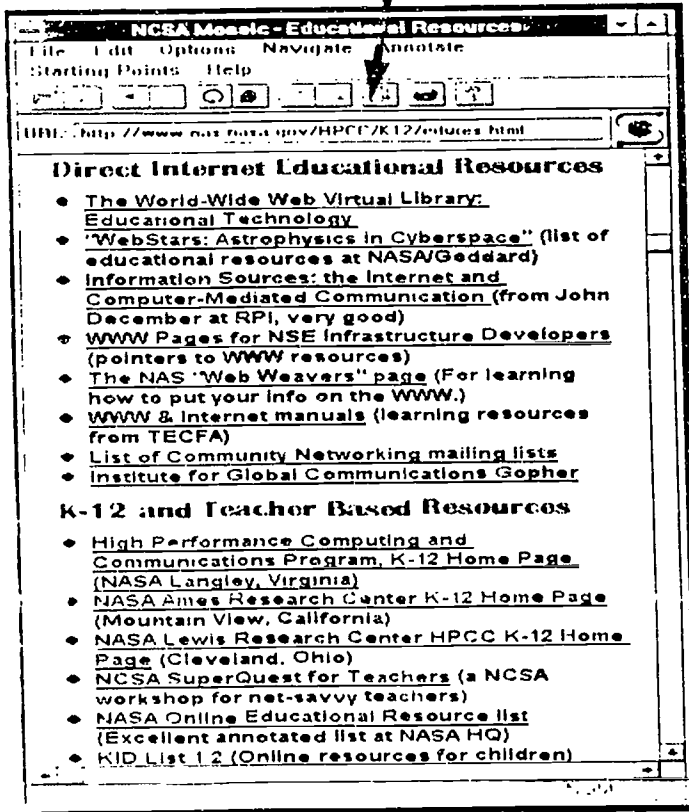 NCSA Mosaic - Educational Resources
File Edit Options Navigate Annotate
Starting Points Help
URL: http://www.nas.nasa.gov/HPCC/K12/edures.html
Direct Internet Educational Resources
The World-Wide Web Virtual Library:
Educational Technology
"WebStars: Astrophysics in Cyberspace" (list of
educational resources at NASA/Goddard)
Information Sources: the Internet and
Computer-Mediated Communication (from John
December at RPI, very good)
WWW Pages for NSE Infrastructure Developers
(pointers to WWW resources)
The NAS "Web Weavers" page (For learning
how to put your info on the WWW.)
WWW & Internet manuals (learning resources
from TECFA)
List of Community Networking mailing lists
Institute for Global Communications Gopher
K-12 and Teacher Based Resources
High Performance Computing and
Communications Program, K-12 Home Page
(NASA Langley, Virginia)
NASA Ames Research Center K-12 Home Page
(Mountain View, California)
NASA Lewis Research Center HPCC K-12 Home
Page (Cleveland, Ohio)
NCSA SuperQuest for Teachers (a NCSA
workshop for net-savvy teachers)
NASA Online Educational Resource list
(Excellent annotated list at NASA HQ)
KID List 1.2 (Online resources for children)